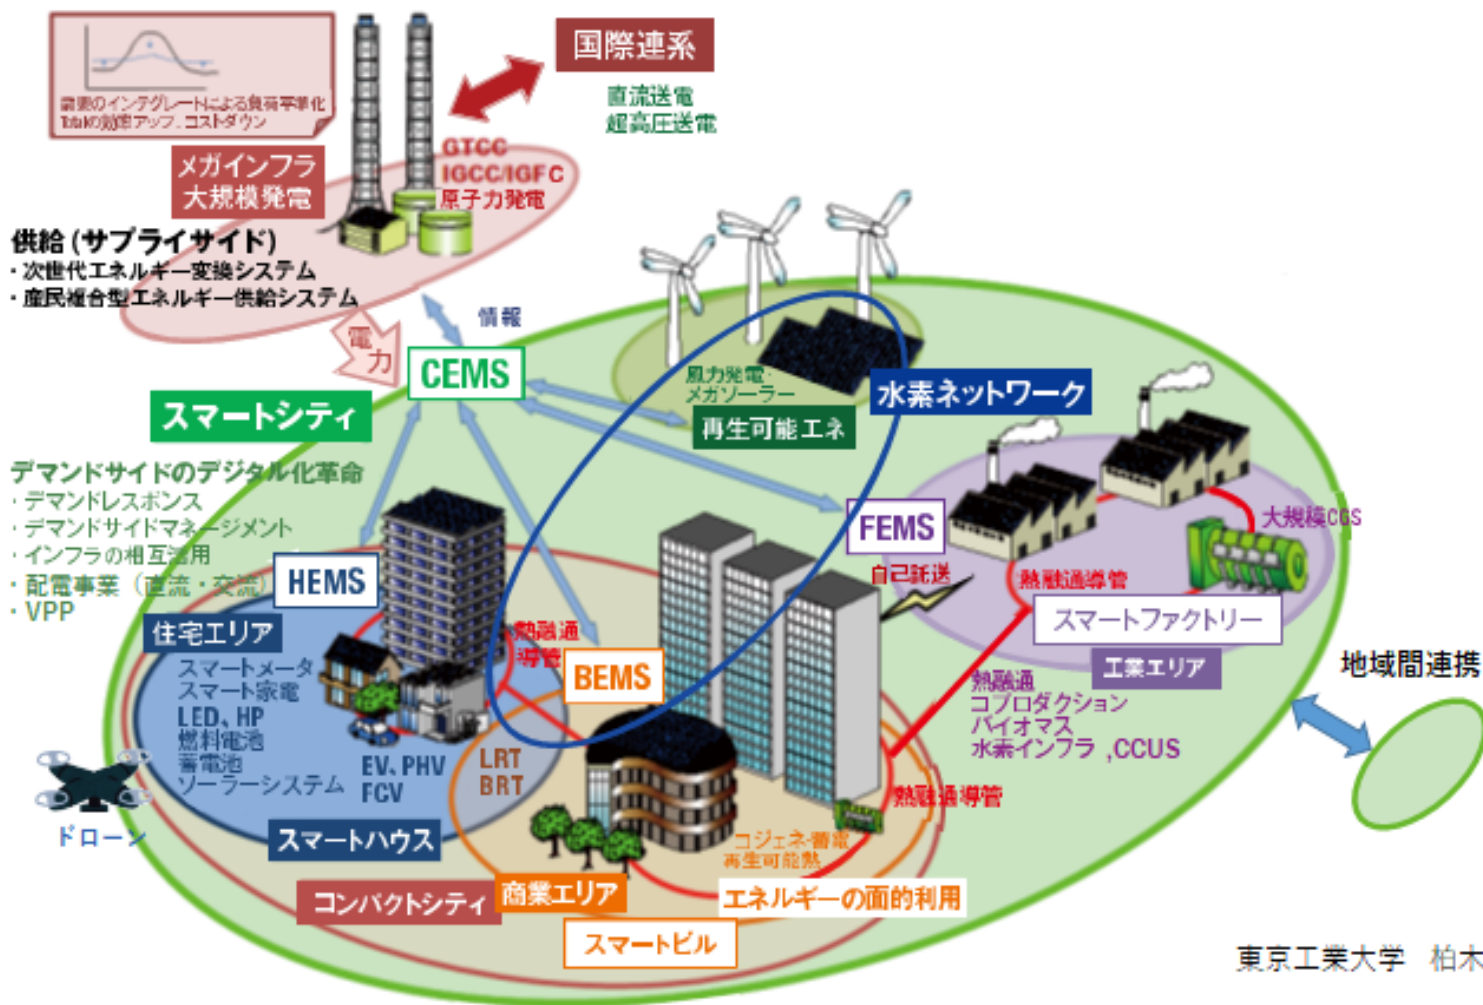 国際連系
直流送電
超高圧送電
需要のインテグレートによる負荷平準化
Totalの効率アップ、コストダウン
メガインフラ
大規模発電
GTCC
IGCC/IGFC
原子力発電
供給(サプライサイド)
・次世代エネルギー変換システム
・産民複合型エネルギー供給システム
情報
電力
CEMS
風力発電・
メガソーラー
再生可能エネ
水素ネットワーク
スマートシティ
デマンドサイドのデジタル化革命
・デマンドレスポンス
・デマンドサイドマネージメント
・インフラの相互活用
・配電事業（直流・交流）
・VPP
HEMS
住宅エリア
スマートメータ
スマート家電
LED、HP
燃料電池
蓄電池
ソーラーシステム
EV、PHV
FCV
スマートハウス
熱融通
導管
BEMS
LRT
BRT
FEMS
自己託送
大規模CGS
熱融通導管
スマートファクトリー
工業エリア
熱融通
コプロダクション
バイオマス
水素インフラ ,CCUS
地域間連携
熱融通導管
コジェネ・蓄電
再生可能熱
エネルギーの面的利用
商業エリア
スマートビル
コンパクトシティ
ドローン
東京工業大学　柏木